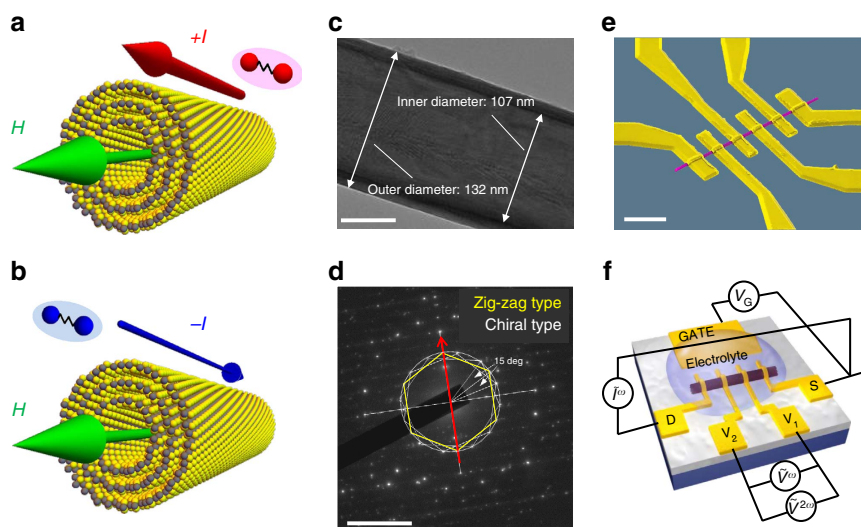 a
+I
H
b
–I
H
c
Inner diameter: 107 nm
Outer diameter: 132 nm
d
Zig-zag type
Chiral type
15 deg
e
f
V_G
GATE
Electrolyte
Ĩ^ω
S
D
V_1
V_2
Ṽ^ω
Ṽ^2ω